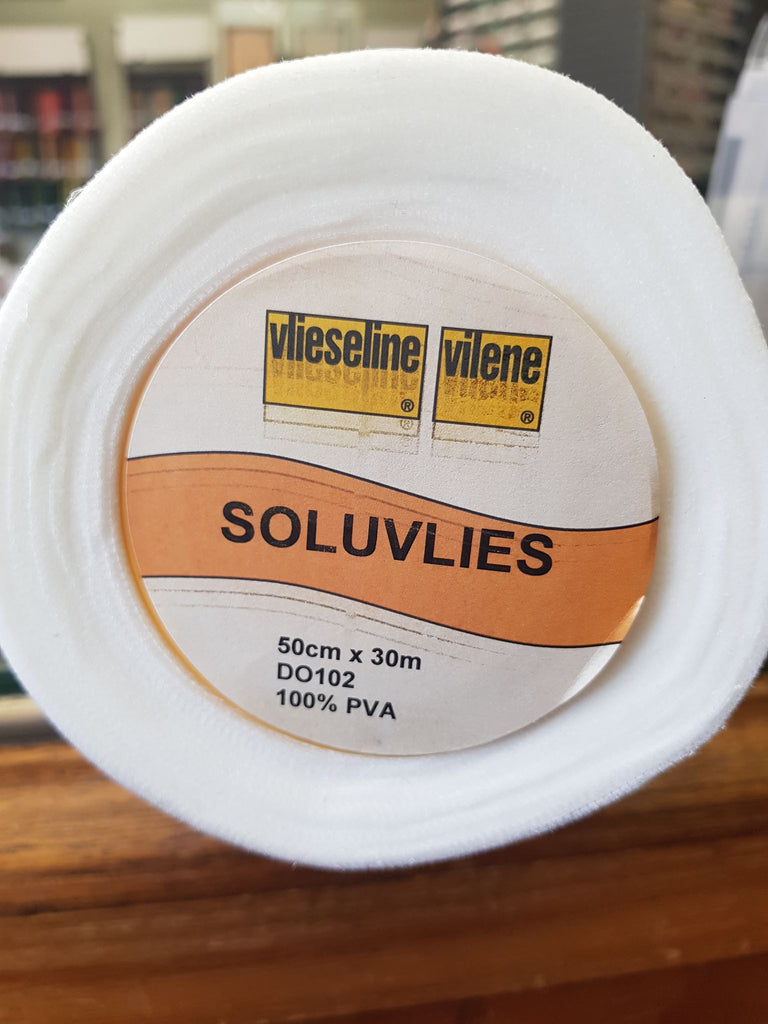 vlieseline ® vilene ®
SOLUVLIES
50cm x 30m
DO102
100% PVA